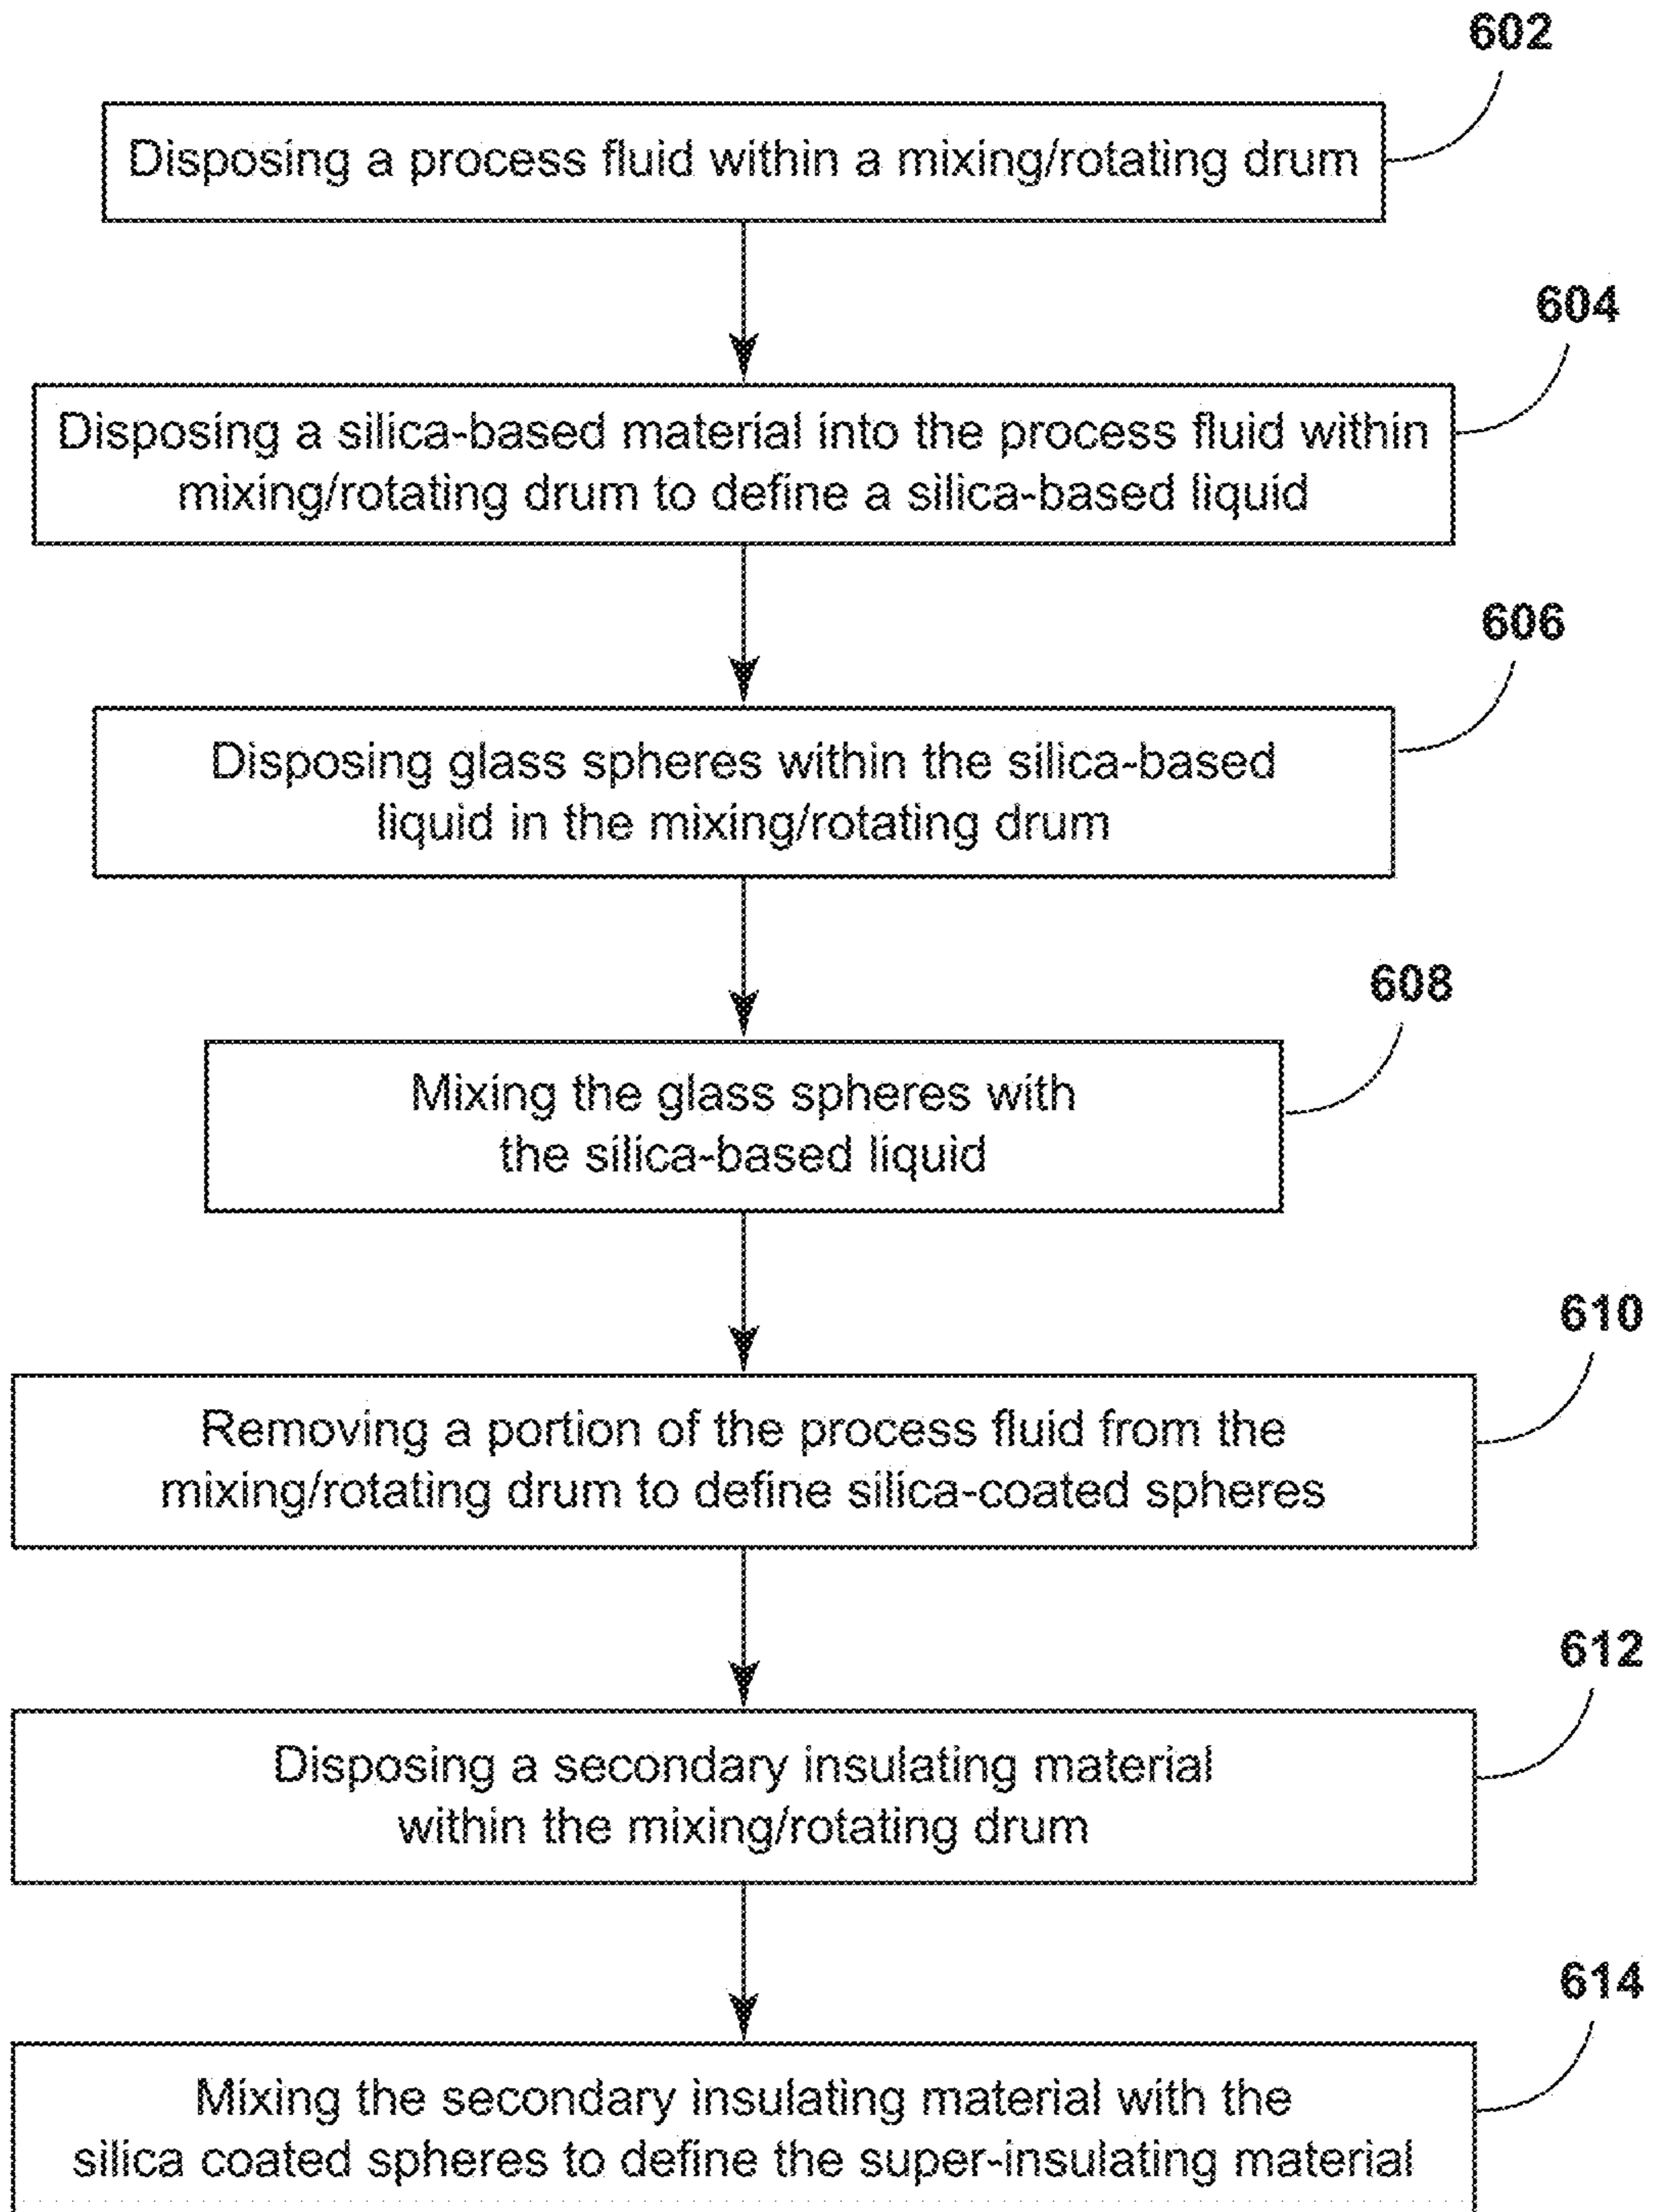 602
Disposing a process fluid within a mixing/rotating drum
604
Disposing a silica-based material into the process fluid within
mixing/rotating drum to define a silica-based liquid
606
Disposing glass spheres within the silica-based
liquid in the mixing/rotating drum
608
Mixing the glass spheres with
the silica-based liquid
610
Removing a portion of the process fluid from the
mixing/rotating drum to define silica-coated spheres
612
Disposing a secondary insulating material
within the mixing/rotating drum
614
Mixing the secondary insulating material with the
silica coated spheres to define the super-insulating material